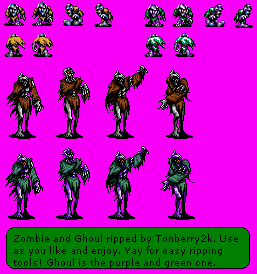 Zombie and Ghoul ripped by Tonberry2k. Use
as you like and enjoy. Yay for easy ripping
tools! Ghoul is the purple and green one.